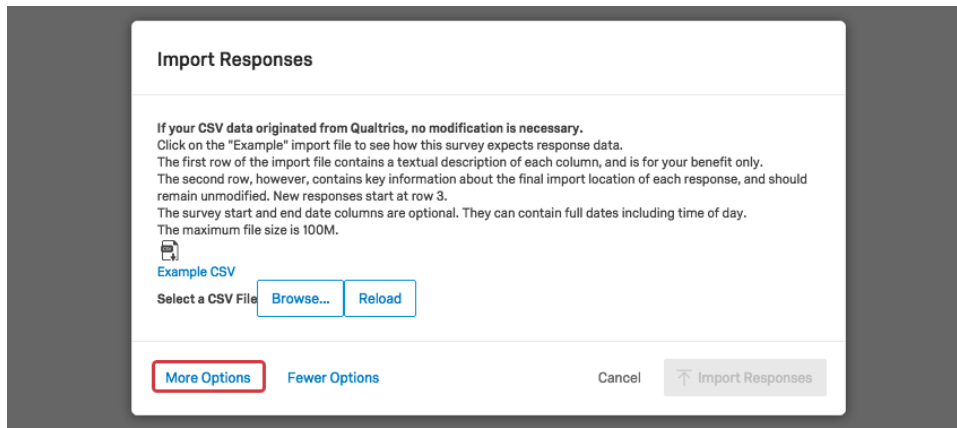 Import Responses
If your CSV data originated from Qualtrics, no modification is necessary.
Click on the "Example" import file to see how this survey expects response data.
The first row of the import file contains a textual description of each column, and is for your benefit only.
The second row, however, contains key information about the final import location of each response, and should
remain unmodified. New responses start at row 3.
The survey start and end date columns are optional. They can contain full dates including time of day.
The maximum file size is 100M.
CSV
Example CSV
Select a CSV File Browse... Reload
More Options Fewer Options Cancel Import Responses